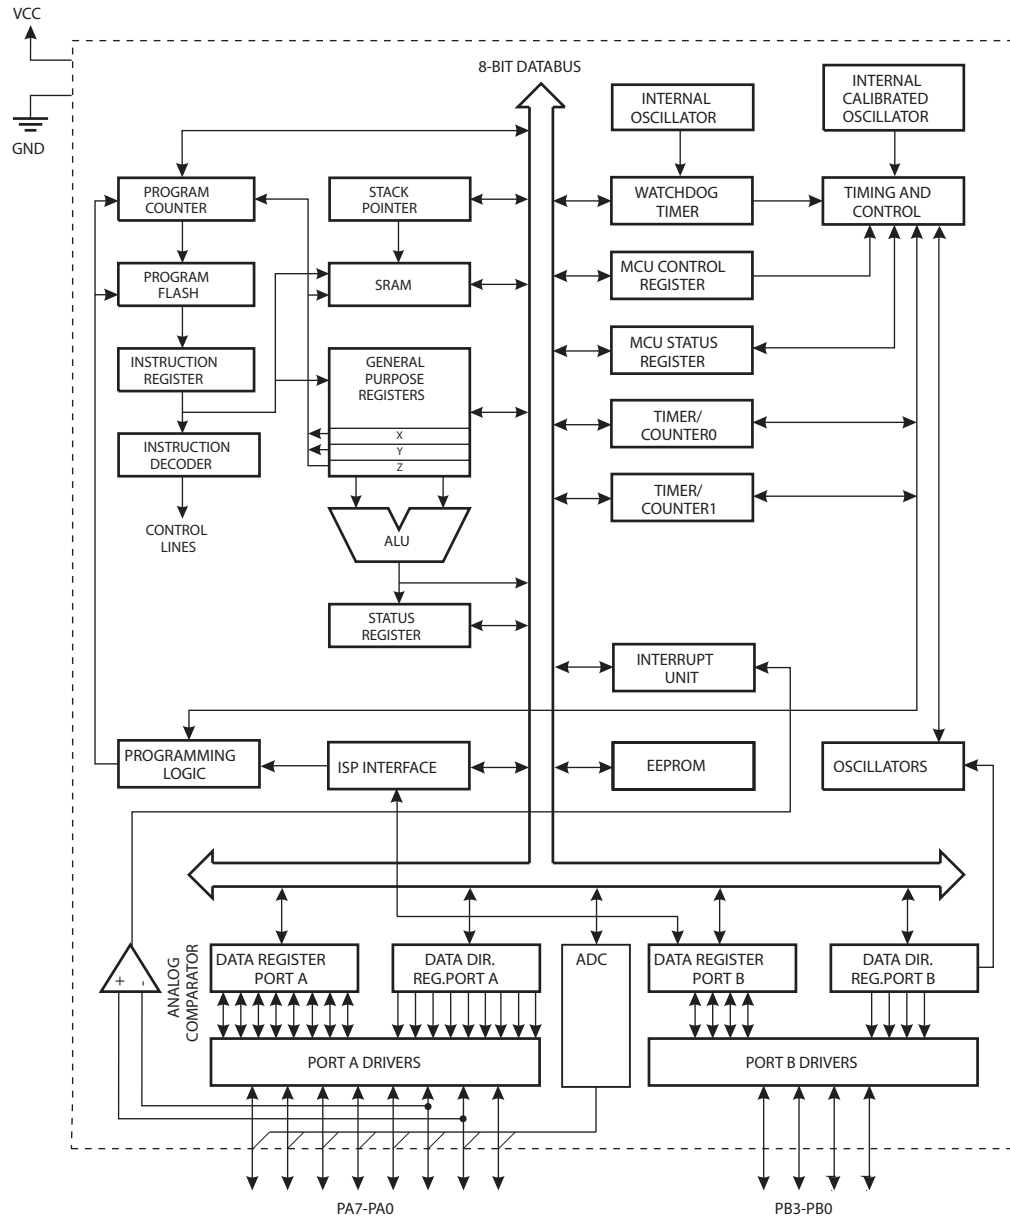 VCC
GND
8-BIT DATABUS
INTERNAL
OSCILLATOR
INTERNAL
CALIBRATED
OSCILLATOR
PROGRAM
COUNTER
STACK
POINTER
WATCHDOG
TIMER
TIMING AND
CONTROL
PROGRAM
FLASH
SRAM
MCU CONTROL
REGISTER
INSTRUCTION
REGISTER
GENERAL
PURPOSE
REGISTERS
X
Y
Z
MCU STATUS
REGISTER
INSTRUCTION
DECODER
TIMER/
COUNTER0
CONTROL
LINES
ALU
TIMER/
COUNTER1
STATUS
REGISTER
INTERRUPT
UNIT
PROGRAMMING
LOGIC
ISP INTERFACE
EEPROM
OSCILLATORS
ANALOG
COMPARATOR
+
-
DATA REGISTER
PORT A
DATA DIR.
REG.PORT A
ADC
DATA REGISTER
PORT B
DATA DIR.
REG.PORT B
PORT A DRIVERS
PORT B DRIVERS
PA7-PA0
PB3-PB0